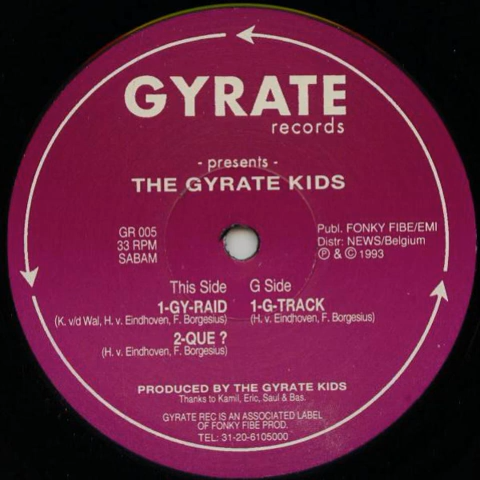 GYRATE
records
- presents -
THE GYRATE KIDS
GR 005
33 RPM
SABAM
Publ. FONKY FIBE/EMI
Distr: NEWS/Belgium
℗ & © 1993
This Side
1-GY-RAID
(K. v/d Wal, H. v. Eindhoven, F. Borgesius)
2-QUE ?
(H. v. Eindhoven, F. Borgesius)
G Side
1-G-TRACK
(H. v. Eindhoven, F. Borgesius)
PRODUCED BY THE GYRATE KIDS
Thanks to Kamil, Eric, Saul & Bas.
GYRATE REC IS AN ASSOCIATED LABEL
OF FONKY FIBE PROD.
TEL: 31-20-6105000